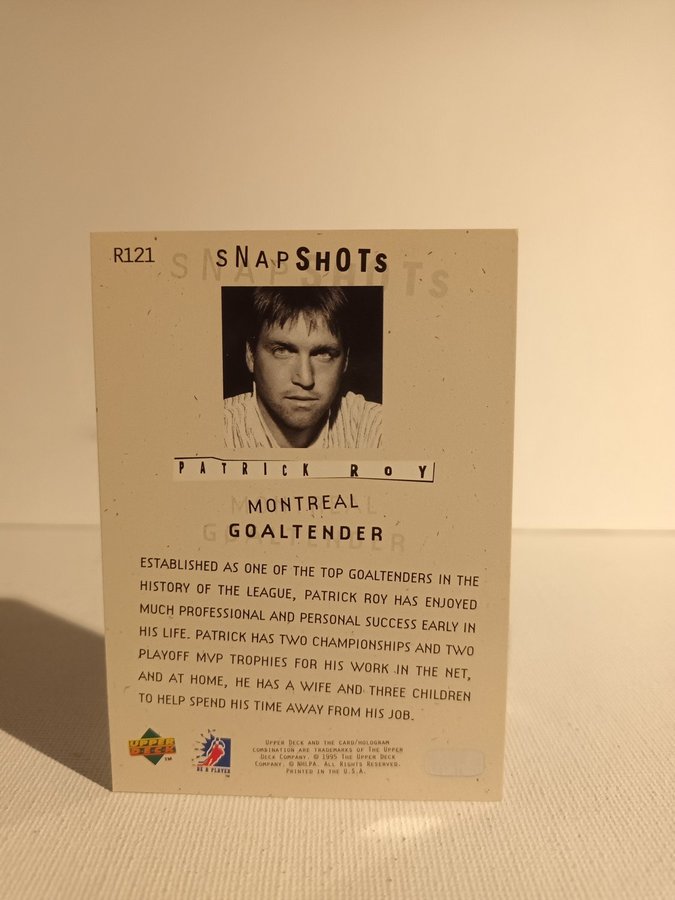 R121
SNAPSHOTS
PATRICK ROY
MONTREAL
GOALTENDER
ESTABLISHED AS ONE OF THE TOP GOALTENDERS IN THE
HISTORY OF THE LEAGUE, PATRICK ROY HAS ENJOYED
MUCH PROFESSIONAL AND PERSONAL SUCCESS EARLY IN
HIS LIFE. PATRICK HAS TWO CHAMPIONSHIPS AND TWO
PLAYOFF MVP TROPHIES FOR HIS WORK IN THE NET,
AND AT HOME, HE HAS A WIFE AND THREE CHILDREN
TO HELP SPEND HIS TIME AWAY FROM HIS JOB.
UPPER DECK TM
BE A PLAYER TM
UPPER DECK AND THE CARD/HOLOGRAM
COMBINATION ARE TRADEMARKS OF THE UPPER
DECK COMPANY. © 1995 THE UPPER DECK
COMPANY. © NHLPA. ALL RIGHTS RESERVED.
PRINTED IN THE U.S.A.